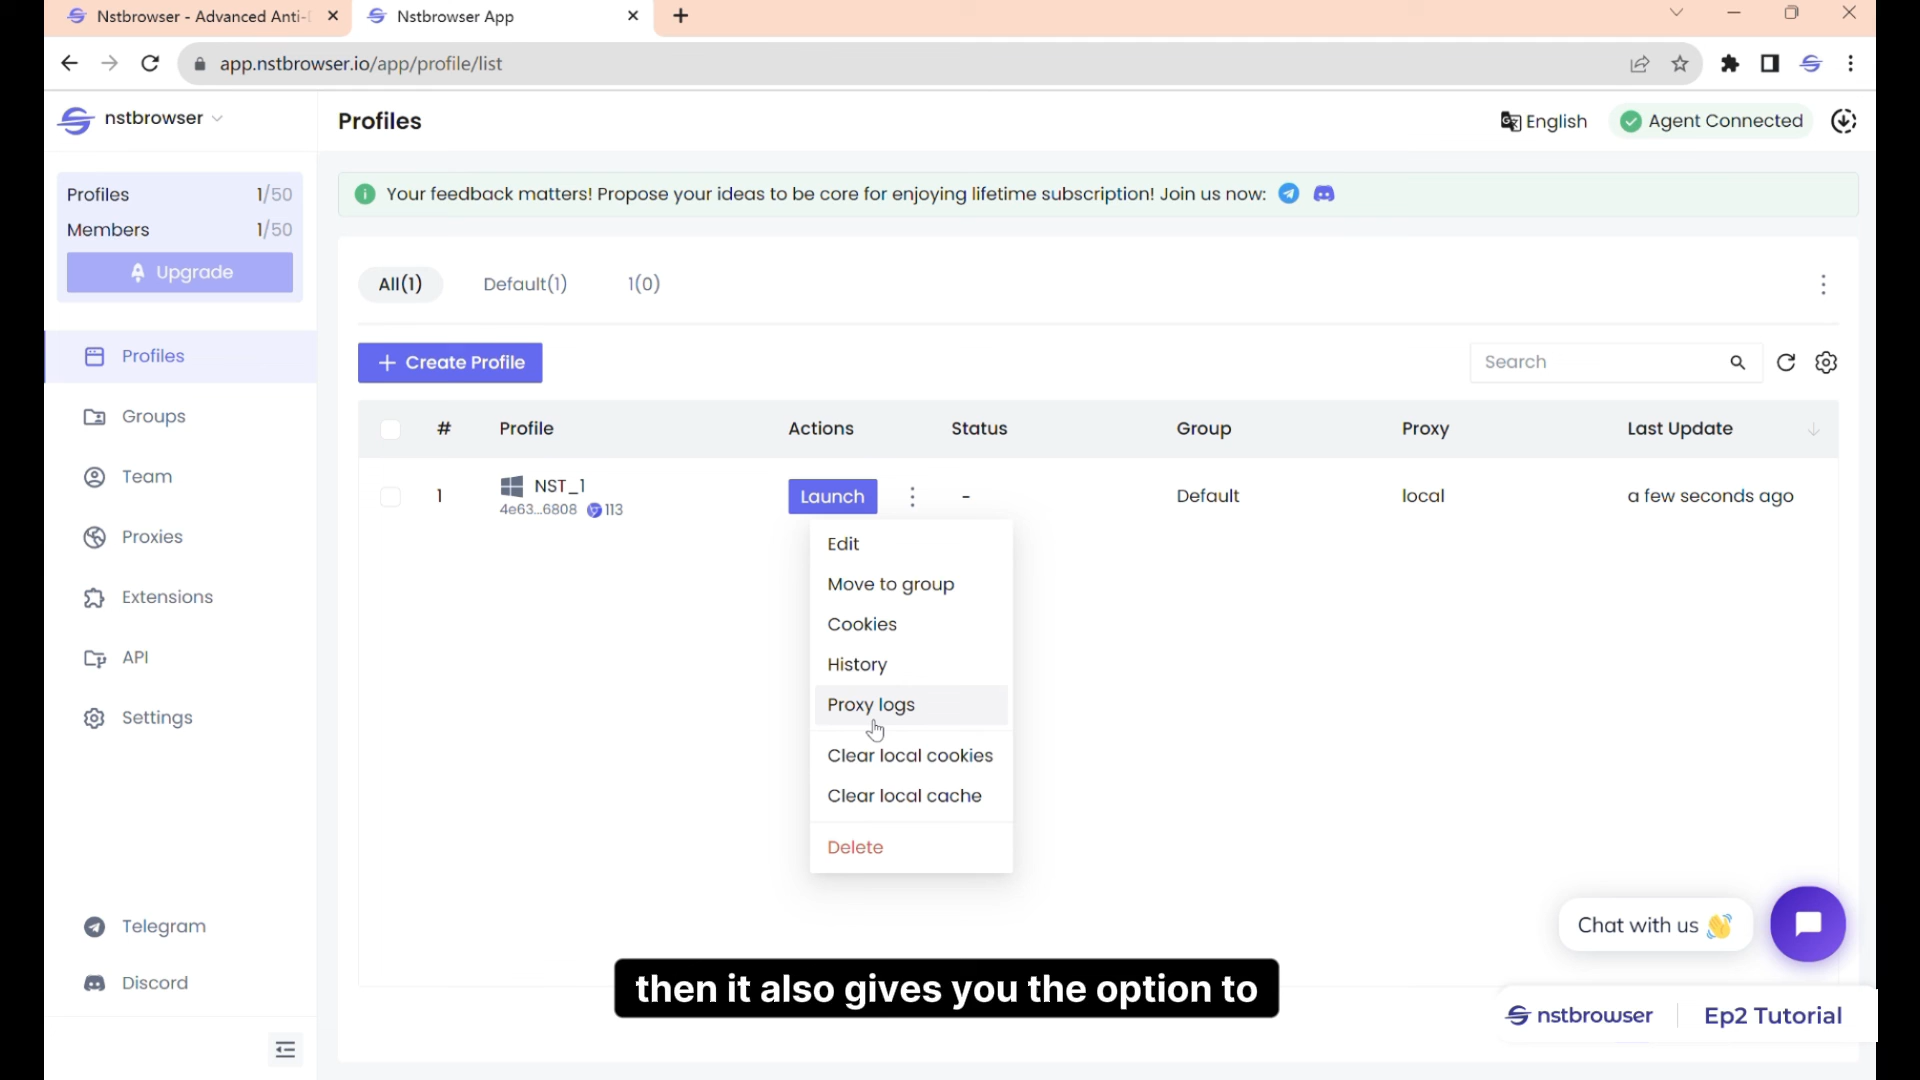 Nstbrowser - Advanced Anti-
Nstbrowser App
app.nstbrowser.io/app/profile/list
nstbrowser
Profiles
English
Agent Connected
Profiles 1/50
Members 1/50
Upgrade
Your feedback matters! Propose your ideas to be core for enjoying lifetime subscription! Join us now:
All(1) Default(1) 1(0)
Profiles
Groups
Team
Proxies
Extensions
API
Settings
Telegram
Discord
+ Create Profile
Search
# Profile Actions Status Group Proxy Last Update
1 NST_1 Launch - Default local a few seconds ago
4e63...6808 113
Edit
Move to group
Cookies
History
Proxy logs
Clear local cookies
Clear local cache
Delete
Chat with us 👋
then it also gives you the option to
nstbrowser | Ep2 Tutorial